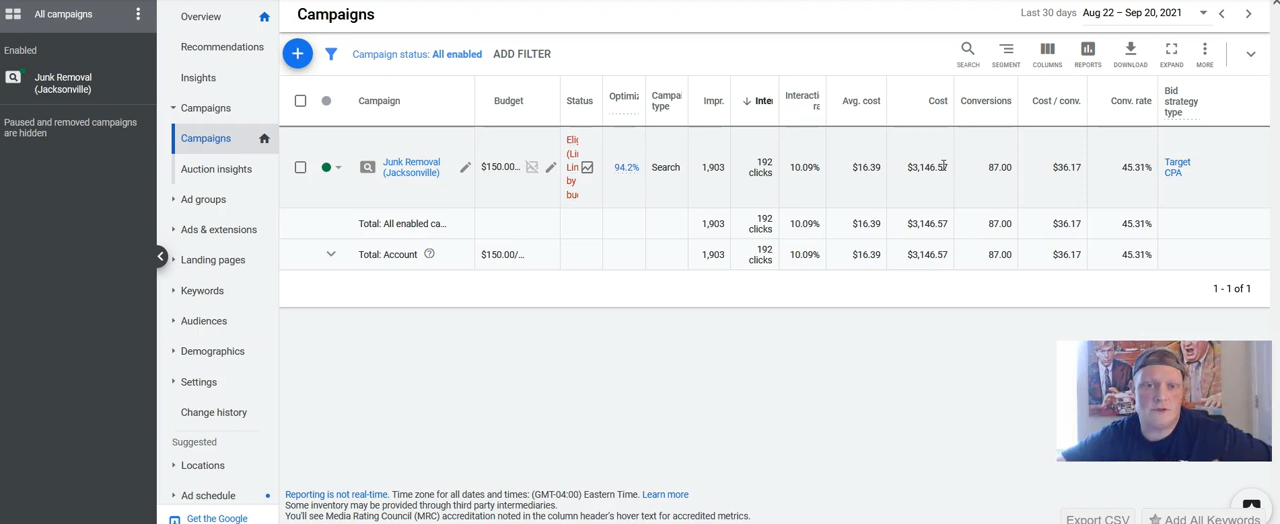 All campaigns
Enabled
Junk Removal
(Jacksonville)
Paused and removed campaigns
are hidden
Overview
Recommendations
Insights
Campaigns
Campaigns
Auction insights
Ad groups
Ads & extensions
Landing pages
Keywords
Audiences
Demographics
Settings
Change history
Suggested
Locations
Ad schedule
Get the Google
Campaigns
Last 30 days Aug 22 – Sep 20, 2021
Campaign status: All enabled ADD FILTER
SEARCH SEGMENT COLUMNS REPORTS DOWNLOAD EXPAND MORE
Campaign Budget Status Optimiz Campai
type Impr. Inter Interacti
ra Avg. cost Cost Conversions Cost / conv. Conv. rate Bid
strategy
type
Junk Removal
(Jacksonville) $150.00... Elig
(Lin
Lim
by
bud 94.2% Search 1,903 192
clicks 10.09% $16.39 $3,146.57 87.00 $36.17 45.31% Target
CPA
Total: All enabled ca... 1,903 192
clicks 10.09% $16.39 $3,146.57 87.00 $36.17 45.31%
Total: Account $150.00/... 1,903 192
clicks 10.09% $16.39 $3,146.57 87.00 $36.17 45.31%
1 - 1 of 1
Reporting is not real-time. Time zone for all dates and times: (GMT-04:00) Eastern Time. Learn more
Some inventory may be provided through third party intermediaries.
You'll see Media Rating Council (MRC) accreditation noted in the column header's hover text for accredited metrics.
Export CSV Add All Keywords